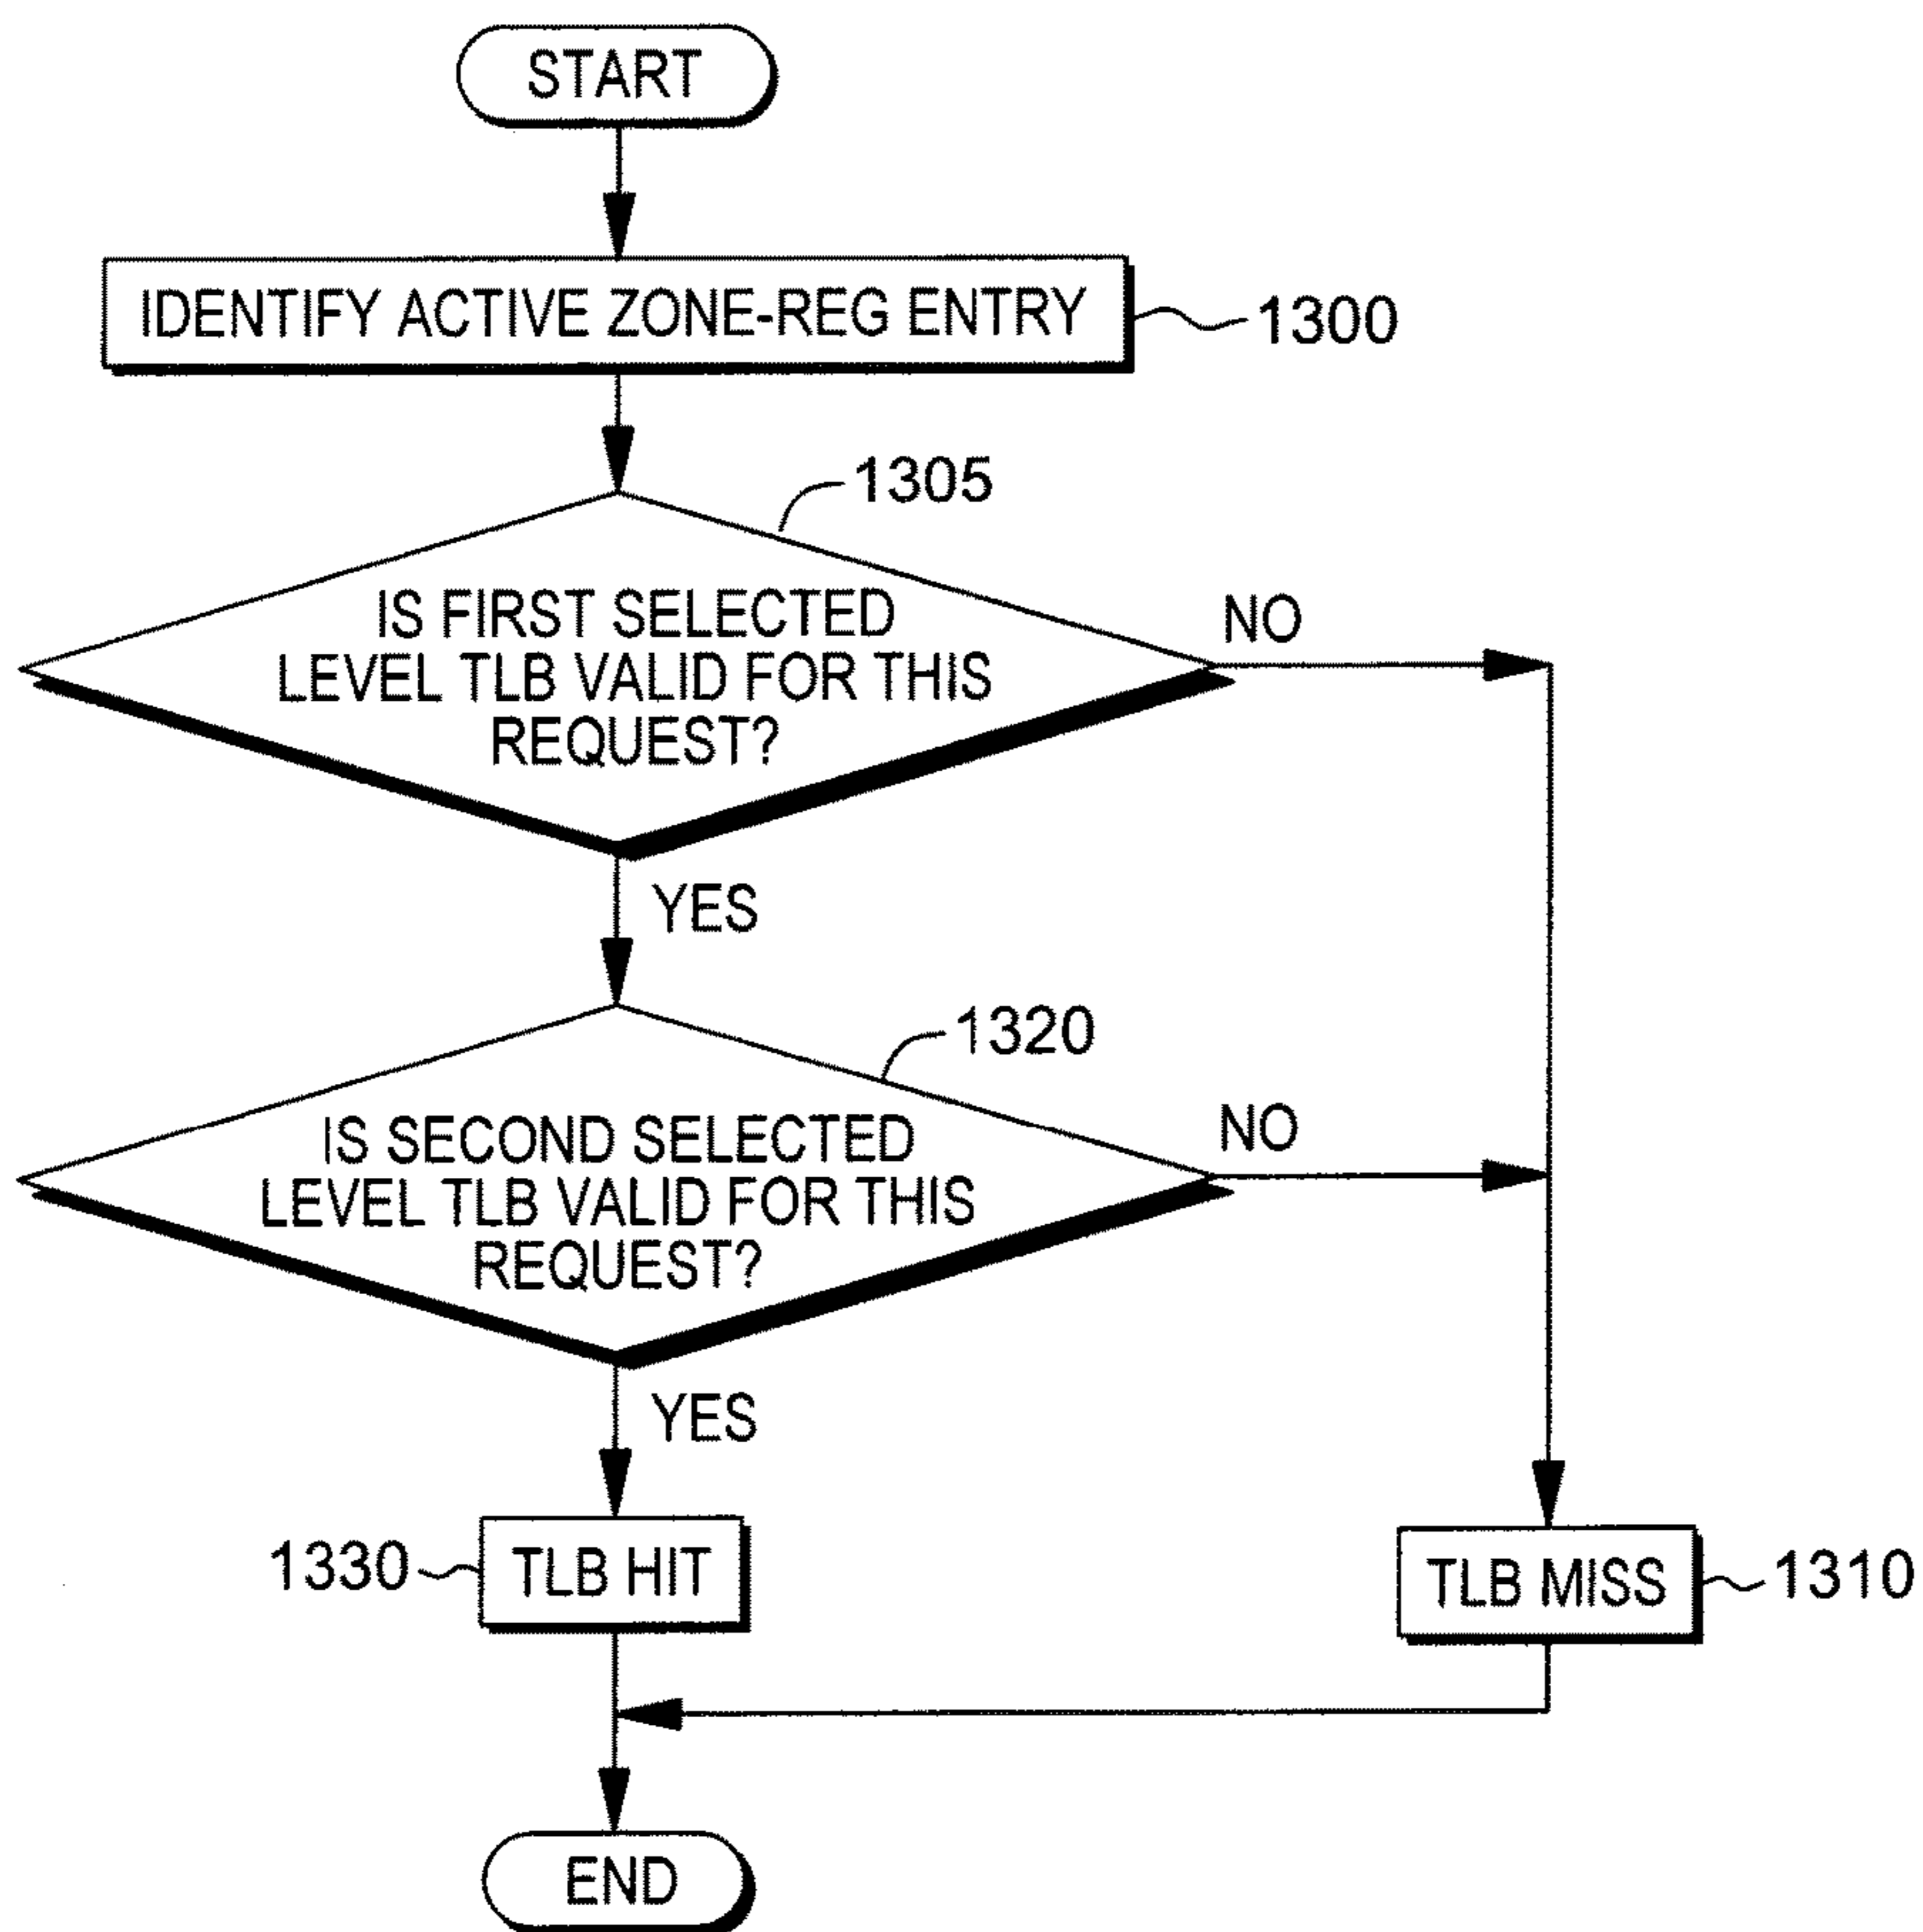 START
IDENTIFY ACTIVE ZONE-REG ENTRY
1300
1305
IS FIRST SELECTED
LEVEL TLB VALID FOR THIS
REQUEST?
NO
YES
1320
IS SECOND SELECTED
LEVEL TLB VALID FOR THIS
REQUEST?
NO
YES
1330
TLB HIT
TLB MISS
1310
END